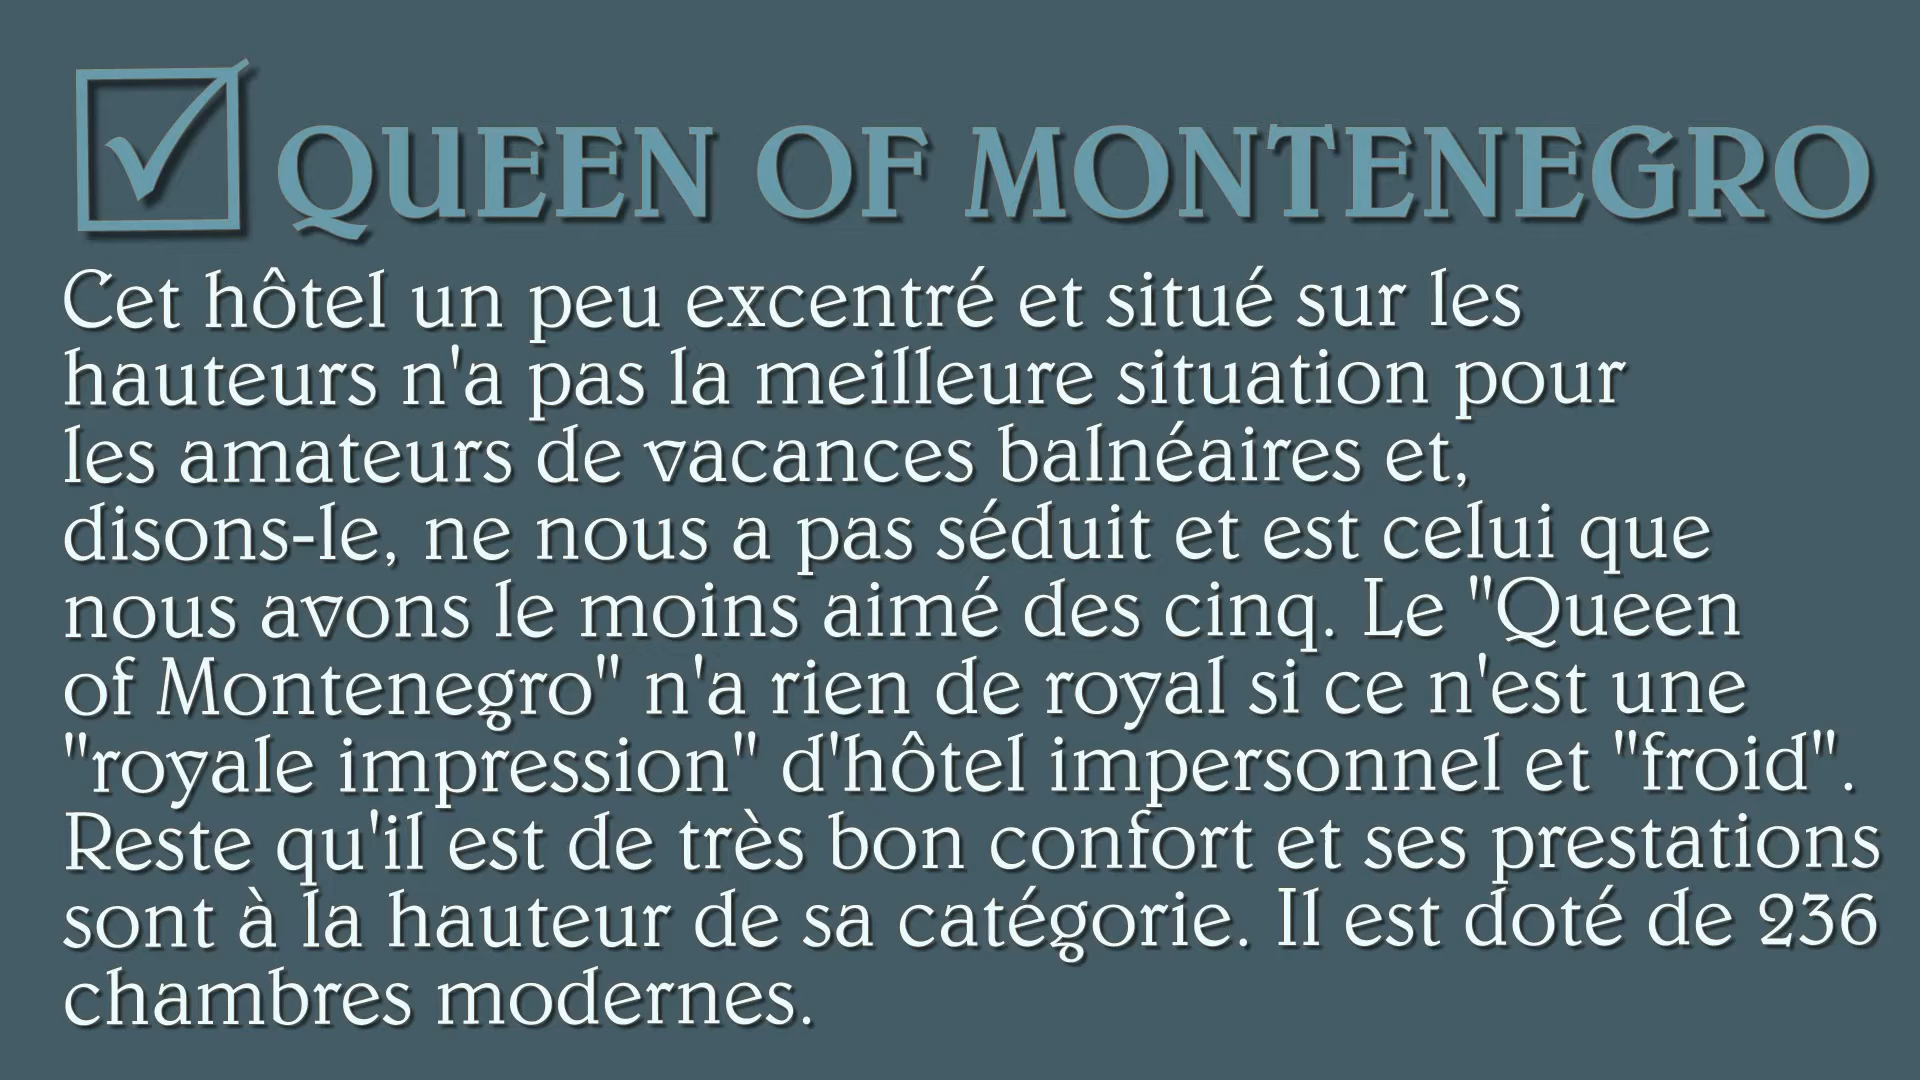 QUEEN OF MONTENEGRO
Cet hôtel un peu excentré et situé sur les
hauteurs n'a pas la meilleure situation pour
les amateurs de vacances balnéaires et,
disons-le, ne nous a pas séduit et est celui que
nous avons le moins aimé des cinq. Le "Queen
of Montenegro" n'a rien de royal si ce n'est une
"royale impression" d'hôtel impersonnel et "froid".
Reste qu'il est de très bon confort et ses prestations
sont à la hauteur de sa catégorie. Il est doté de 236
chambres modernes.